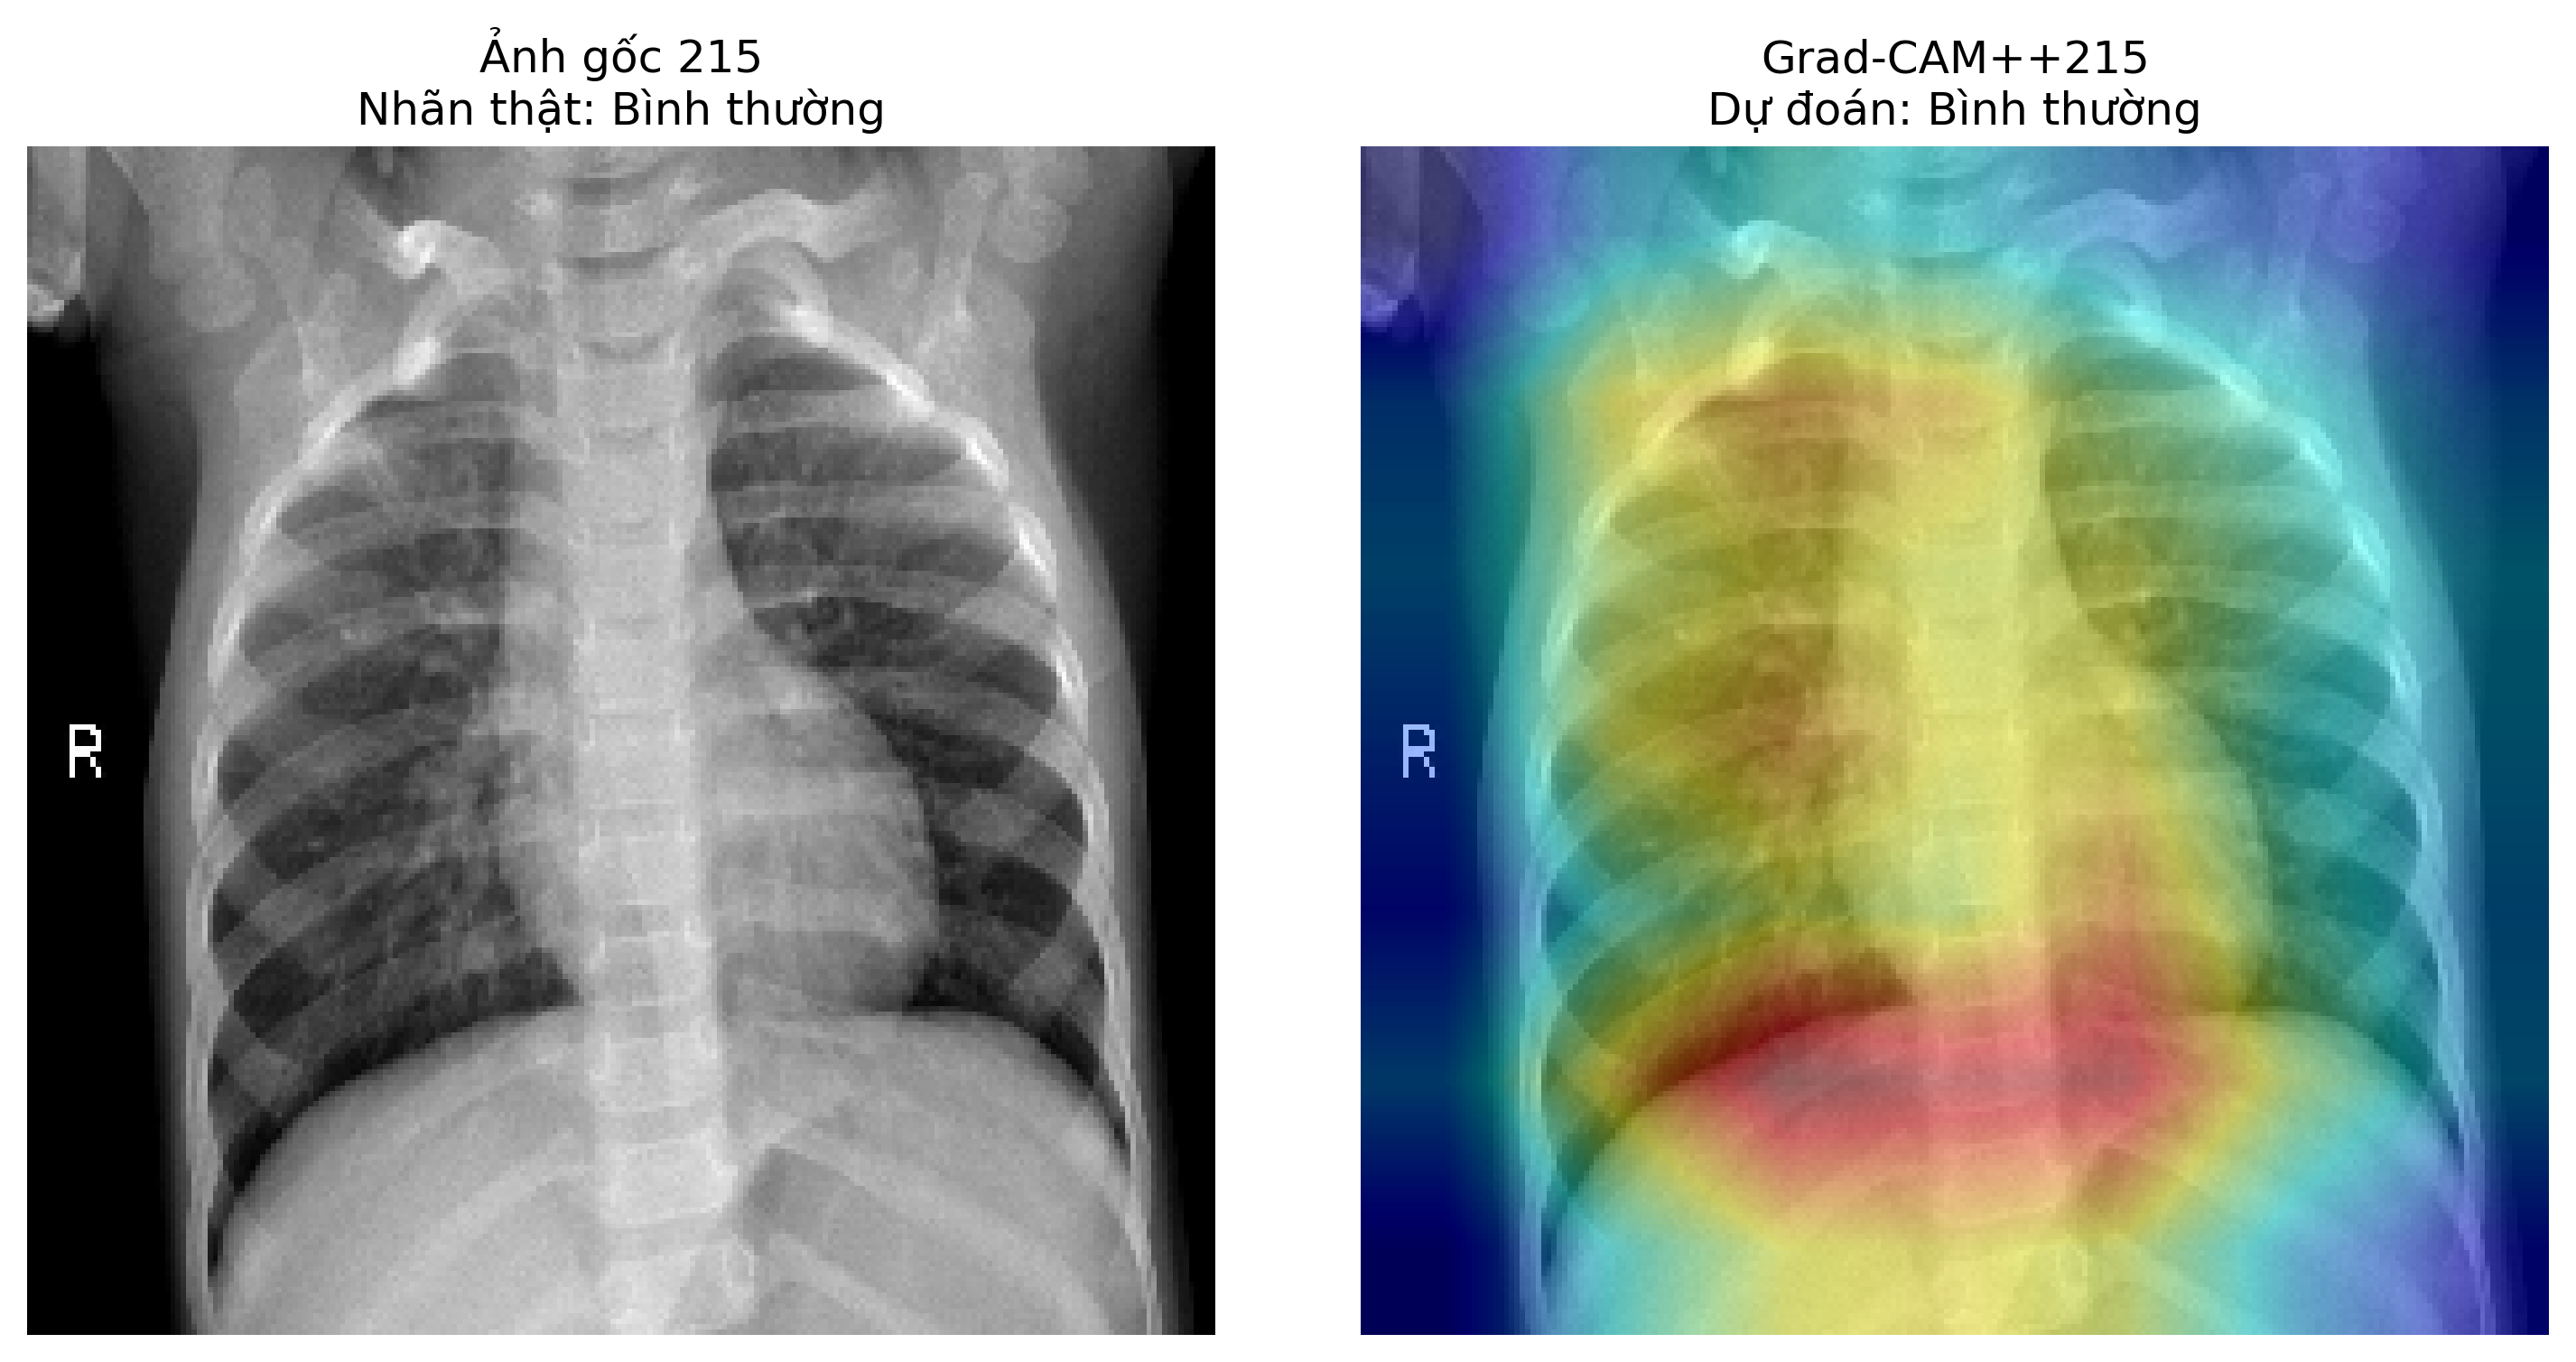 Ảnh gốc 215
Nhãn thật: Bình thường
Grad-CAM++215
Dự đoán: Bình thường
R
R